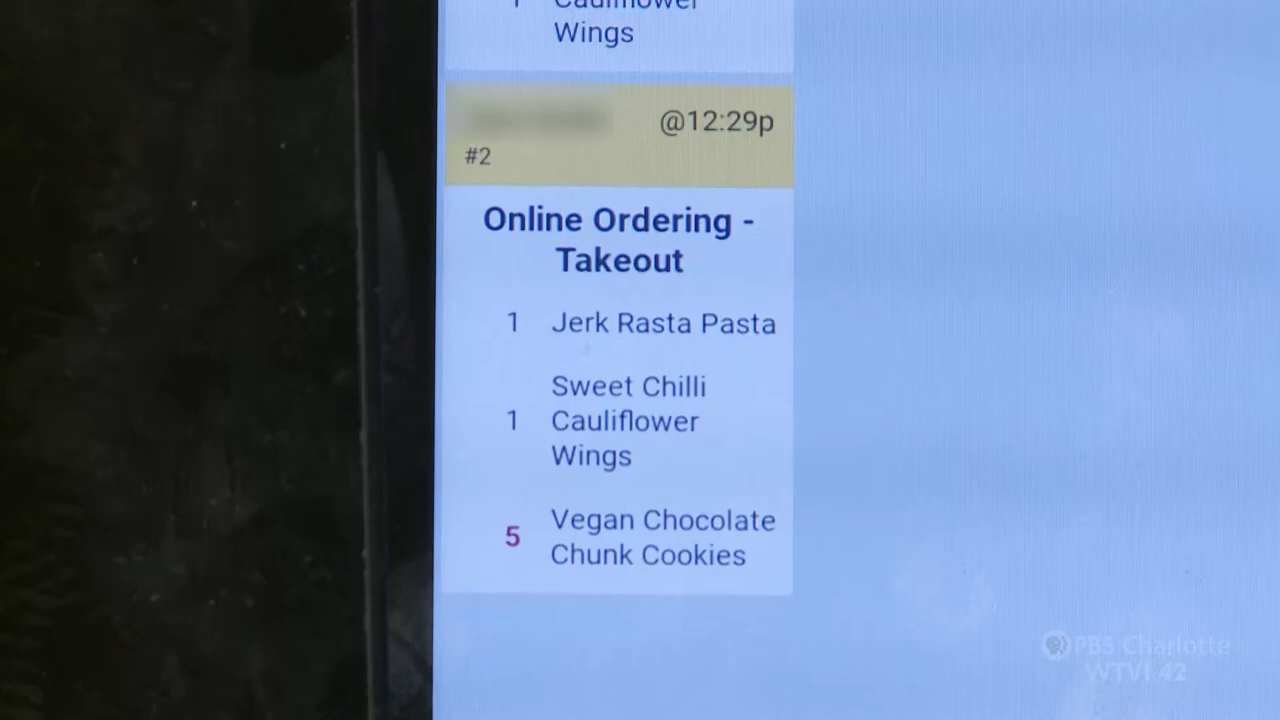 Cauliflower
Wings
@12:29p
#2
Online Ordering -
Takeout
1 Jerk Rasta Pasta
Sweet Chilli
1 Cauliflower
Wings
5 Vegan Chocolate
Chunk Cookies
PBS Charlotte
WTVI 42